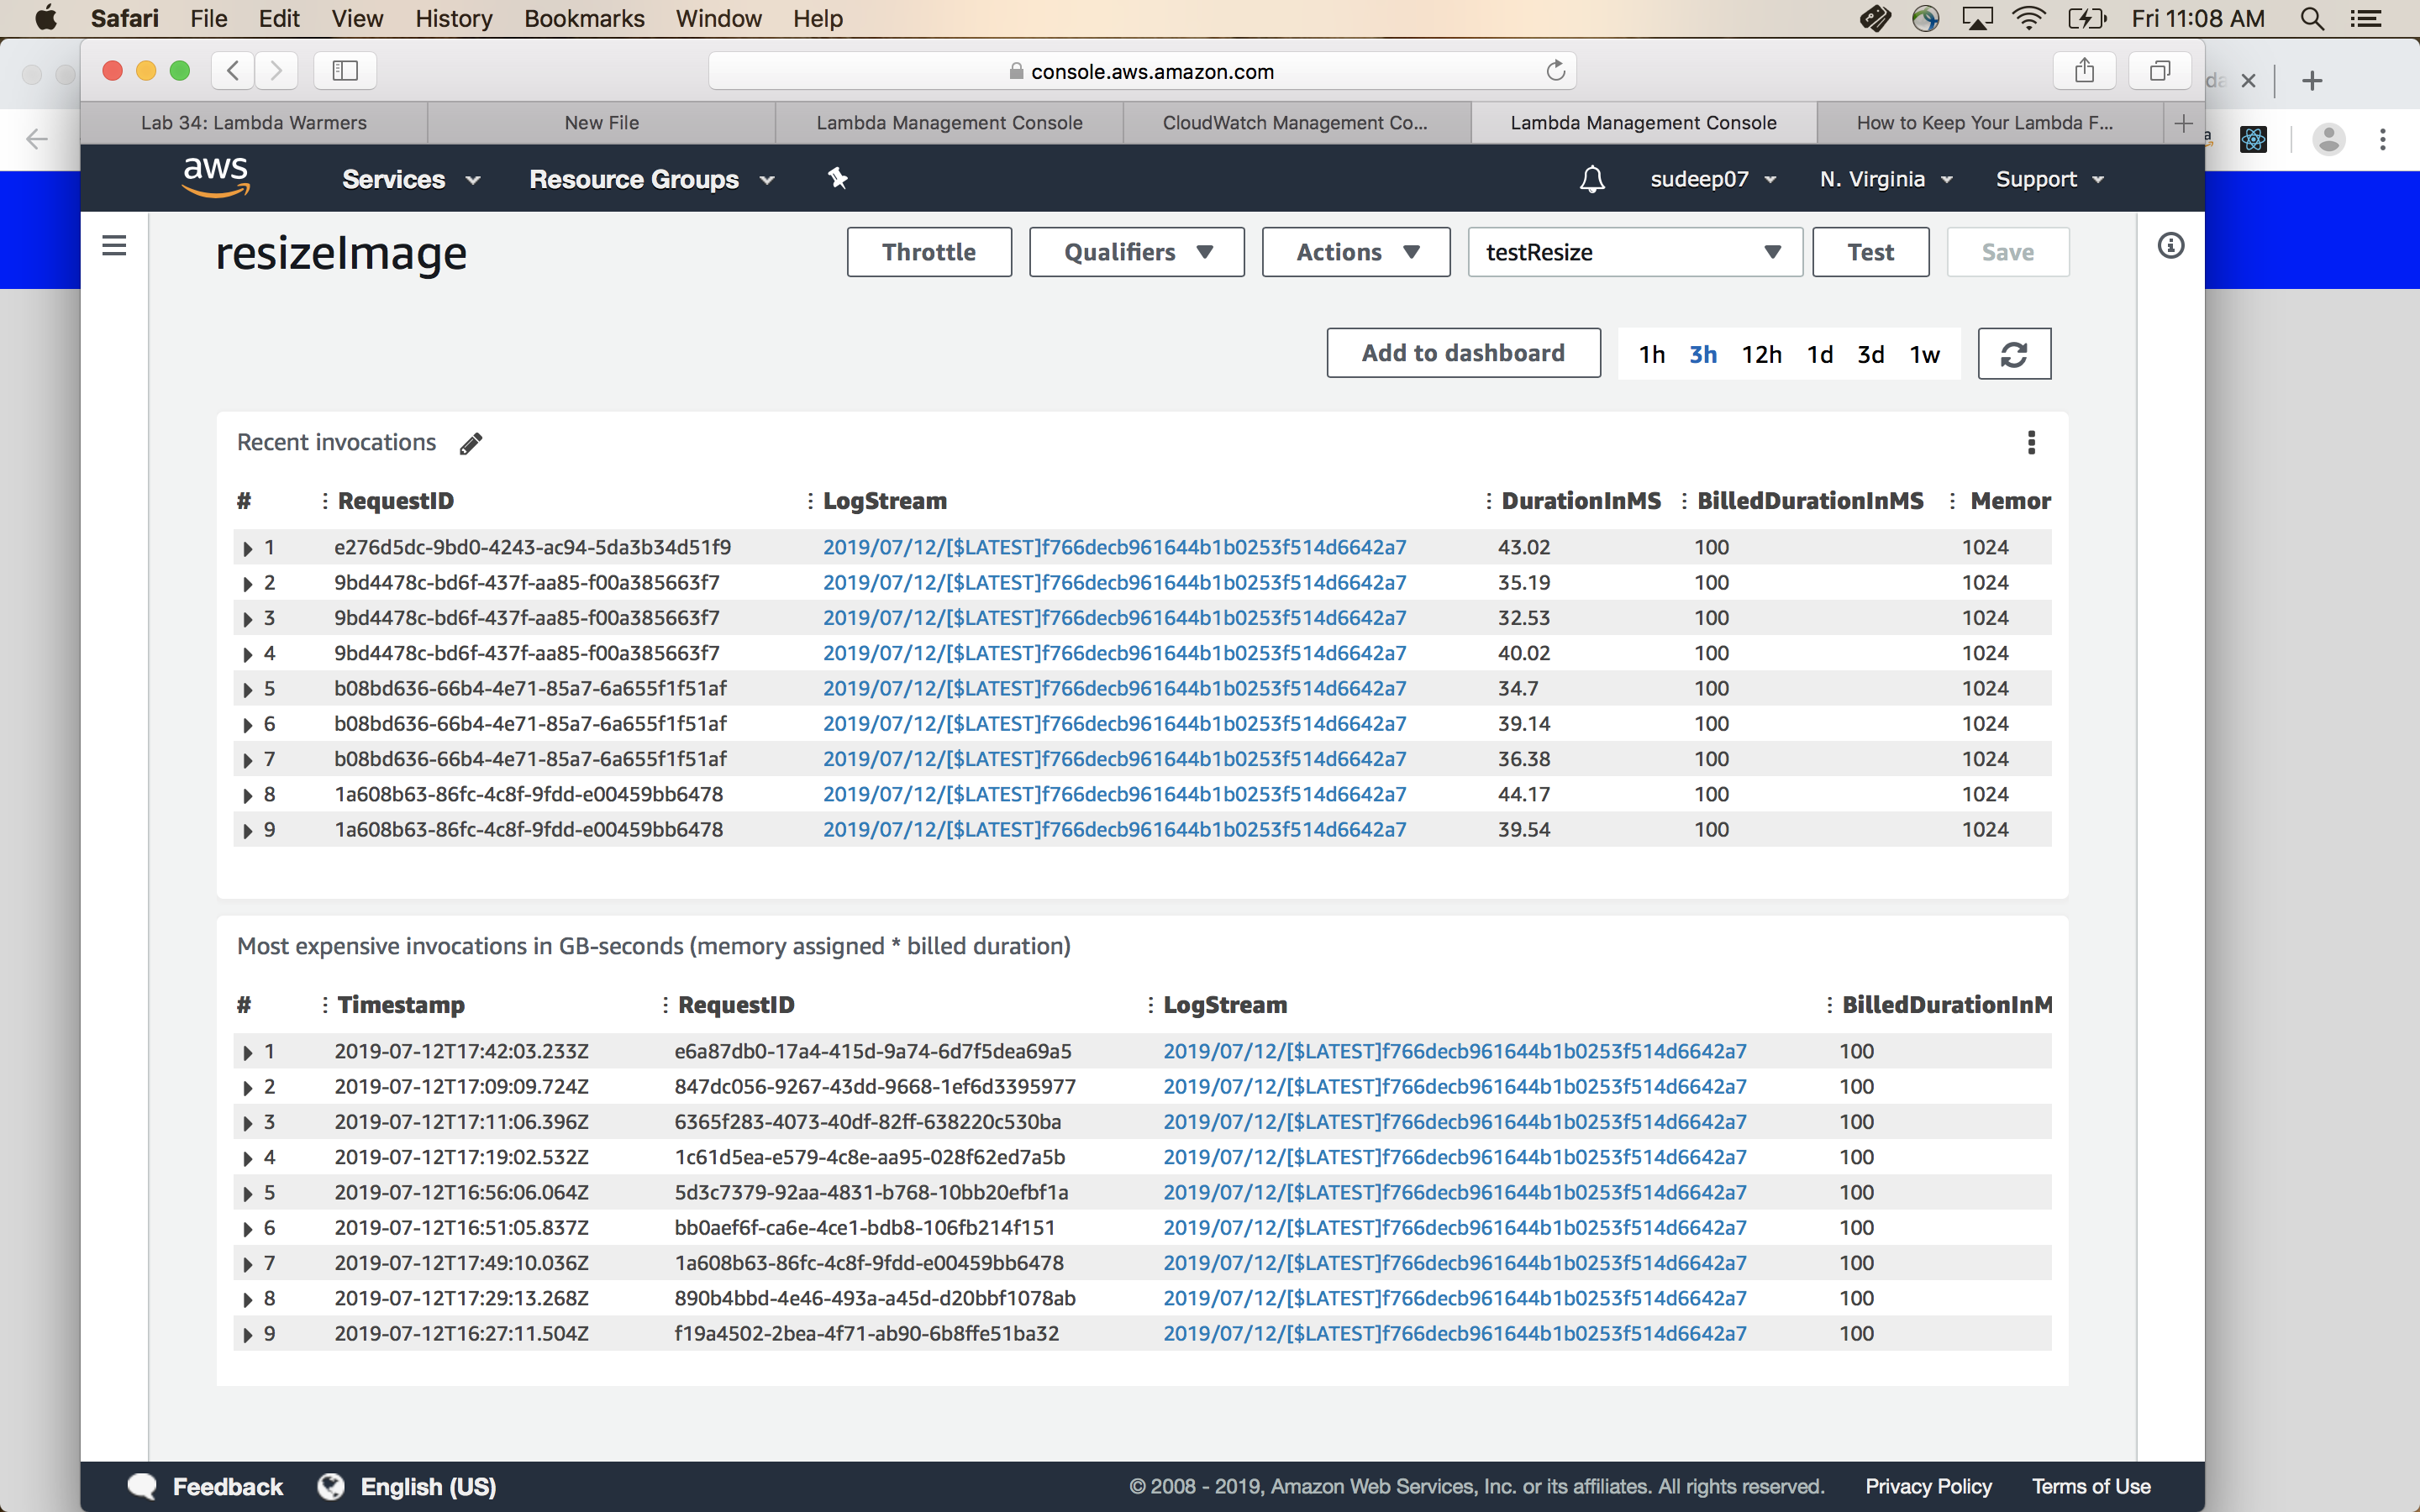 Safari File Edit View History Bookmarks Window Help Fri 11:08 AM
console.aws.amazon.com
Lab 34: Lambda Warmers New File Lambda Management Console CloudWatch Management Co... Lambda Management Console How to Keep Your Lambda F...
aws Services Resource Groups sudeep07 N. Virginia Support
resizeImage Throttle Qualifiers Actions testResize Test Save
Add to dashboard 1h 3h 12h 1d 3d 1w
Recent invocations
# RequestID LogStream DurationInMS BilledDurationInMS Memor
1 e276d5dc-9bd0-4243-ac94-5da3b34d51f9 2019/07/12/[$LATEST]f766decb961644b1b0253f514d6642a7 43.02 100 1024
2 9bd4478c-bd6f-437f-aa85-f00a385663f7 2019/07/12/[$LATEST]f766decb961644b1b0253f514d6642a7 35.19 100 1024
3 9bd4478c-bd6f-437f-aa85-f00a385663f7 2019/07/12/[$LATEST]f766decb961644b1b0253f514d6642a7 32.53 100 1024
4 9bd4478c-bd6f-437f-aa85-f00a385663f7 2019/07/12/[$LATEST]f766decb961644b1b0253f514d6642a7 40.02 100 1024
5 b08bd636-66b4-4e71-85a7-6a655f1f51af 2019/07/12/[$LATEST]f766decb961644b1b0253f514d6642a7 34.7 100 1024
6 b08bd636-66b4-4e71-85a7-6a655f1f51af 2019/07/12/[$LATEST]f766decb961644b1b0253f514d6642a7 39.14 100 1024
7 b08bd636-66b4-4e71-85a7-6a655f1f51af 2019/07/12/[$LATEST]f766decb961644b1b0253f514d6642a7 36.38 100 1024
8 1a608b63-86fc-4c8f-9fdd-e00459bb6478 2019/07/12/[$LATEST]f766decb961644b1b0253f514d6642a7 44.17 100 1024
9 1a608b63-86fc-4c8f-9fdd-e00459bb6478 2019/07/12/[$LATEST]f766decb961644b1b0253f514d6642a7 39.54 100 1024
Most expensive invocations in GB-seconds (memory assigned * billed duration)
# Timestamp RequestID LogStream BilledDurationInM
1 2019-07-12T17:42:03.233Z e6a87db0-17a4-415d-9a74-6d7f5dea69a5 2019/07/12/[$LATEST]f766decb961644b1b0253f514d6642a7 100
2 2019-07-12T17:09:09.724Z 847dc056-9267-43dd-9668-1ef6d3395977 2019/07/12/[$LATEST]f766decb961644b1b0253f514d6642a7 100
3 2019-07-12T17:11:06.396Z 6365f283-4073-40df-82ff-638220c530ba 2019/07/12/[$LATEST]f766decb961644b1b0253f514d6642a7 100
4 2019-07-12T17:19:02.532Z 1c61d5ea-e579-4c8e-aa95-028f62ed7a5b 2019/07/12/[$LATEST]f766decb961644b1b0253f514d6642a7 100
5 2019-07-12T16:56:06.064Z 5d3c7379-92aa-4831-b768-10bb20efbf1a 2019/07/12/[$LATEST]f766decb961644b1b0253f514d6642a7 100
6 2019-07-12T16:51:05.837Z bb0aef6f-ca6e-4ce1-bdb8-106fb214f151 2019/07/12/[$LATEST]f766decb961644b1b0253f514d6642a7 100
7 2019-07-12T17:49:10.036Z 1a608b63-86fc-4c8f-9fdd-e00459bb6478 2019/07/12/[$LATEST]f766decb961644b1b0253f514d6642a7 100
8 2019-07-12T17:29:13.268Z 890b4bbd-4e46-493a-a45d-d20bbf1078ab 2019/07/12/[$LATEST]f766decb961644b1b0253f514d6642a7 100
9 2019-07-12T16:27:11.504Z f19a4502-2bea-4f71-ab90-6b8ffe51ba32 2019/07/12/[$LATEST]f766decb961644b1b0253f514d6642a7 100
Feedback English (US) © 2008 - 2019, Amazon Web Services, Inc. or its affiliates. All rights reserved. Privacy Policy Terms of Use